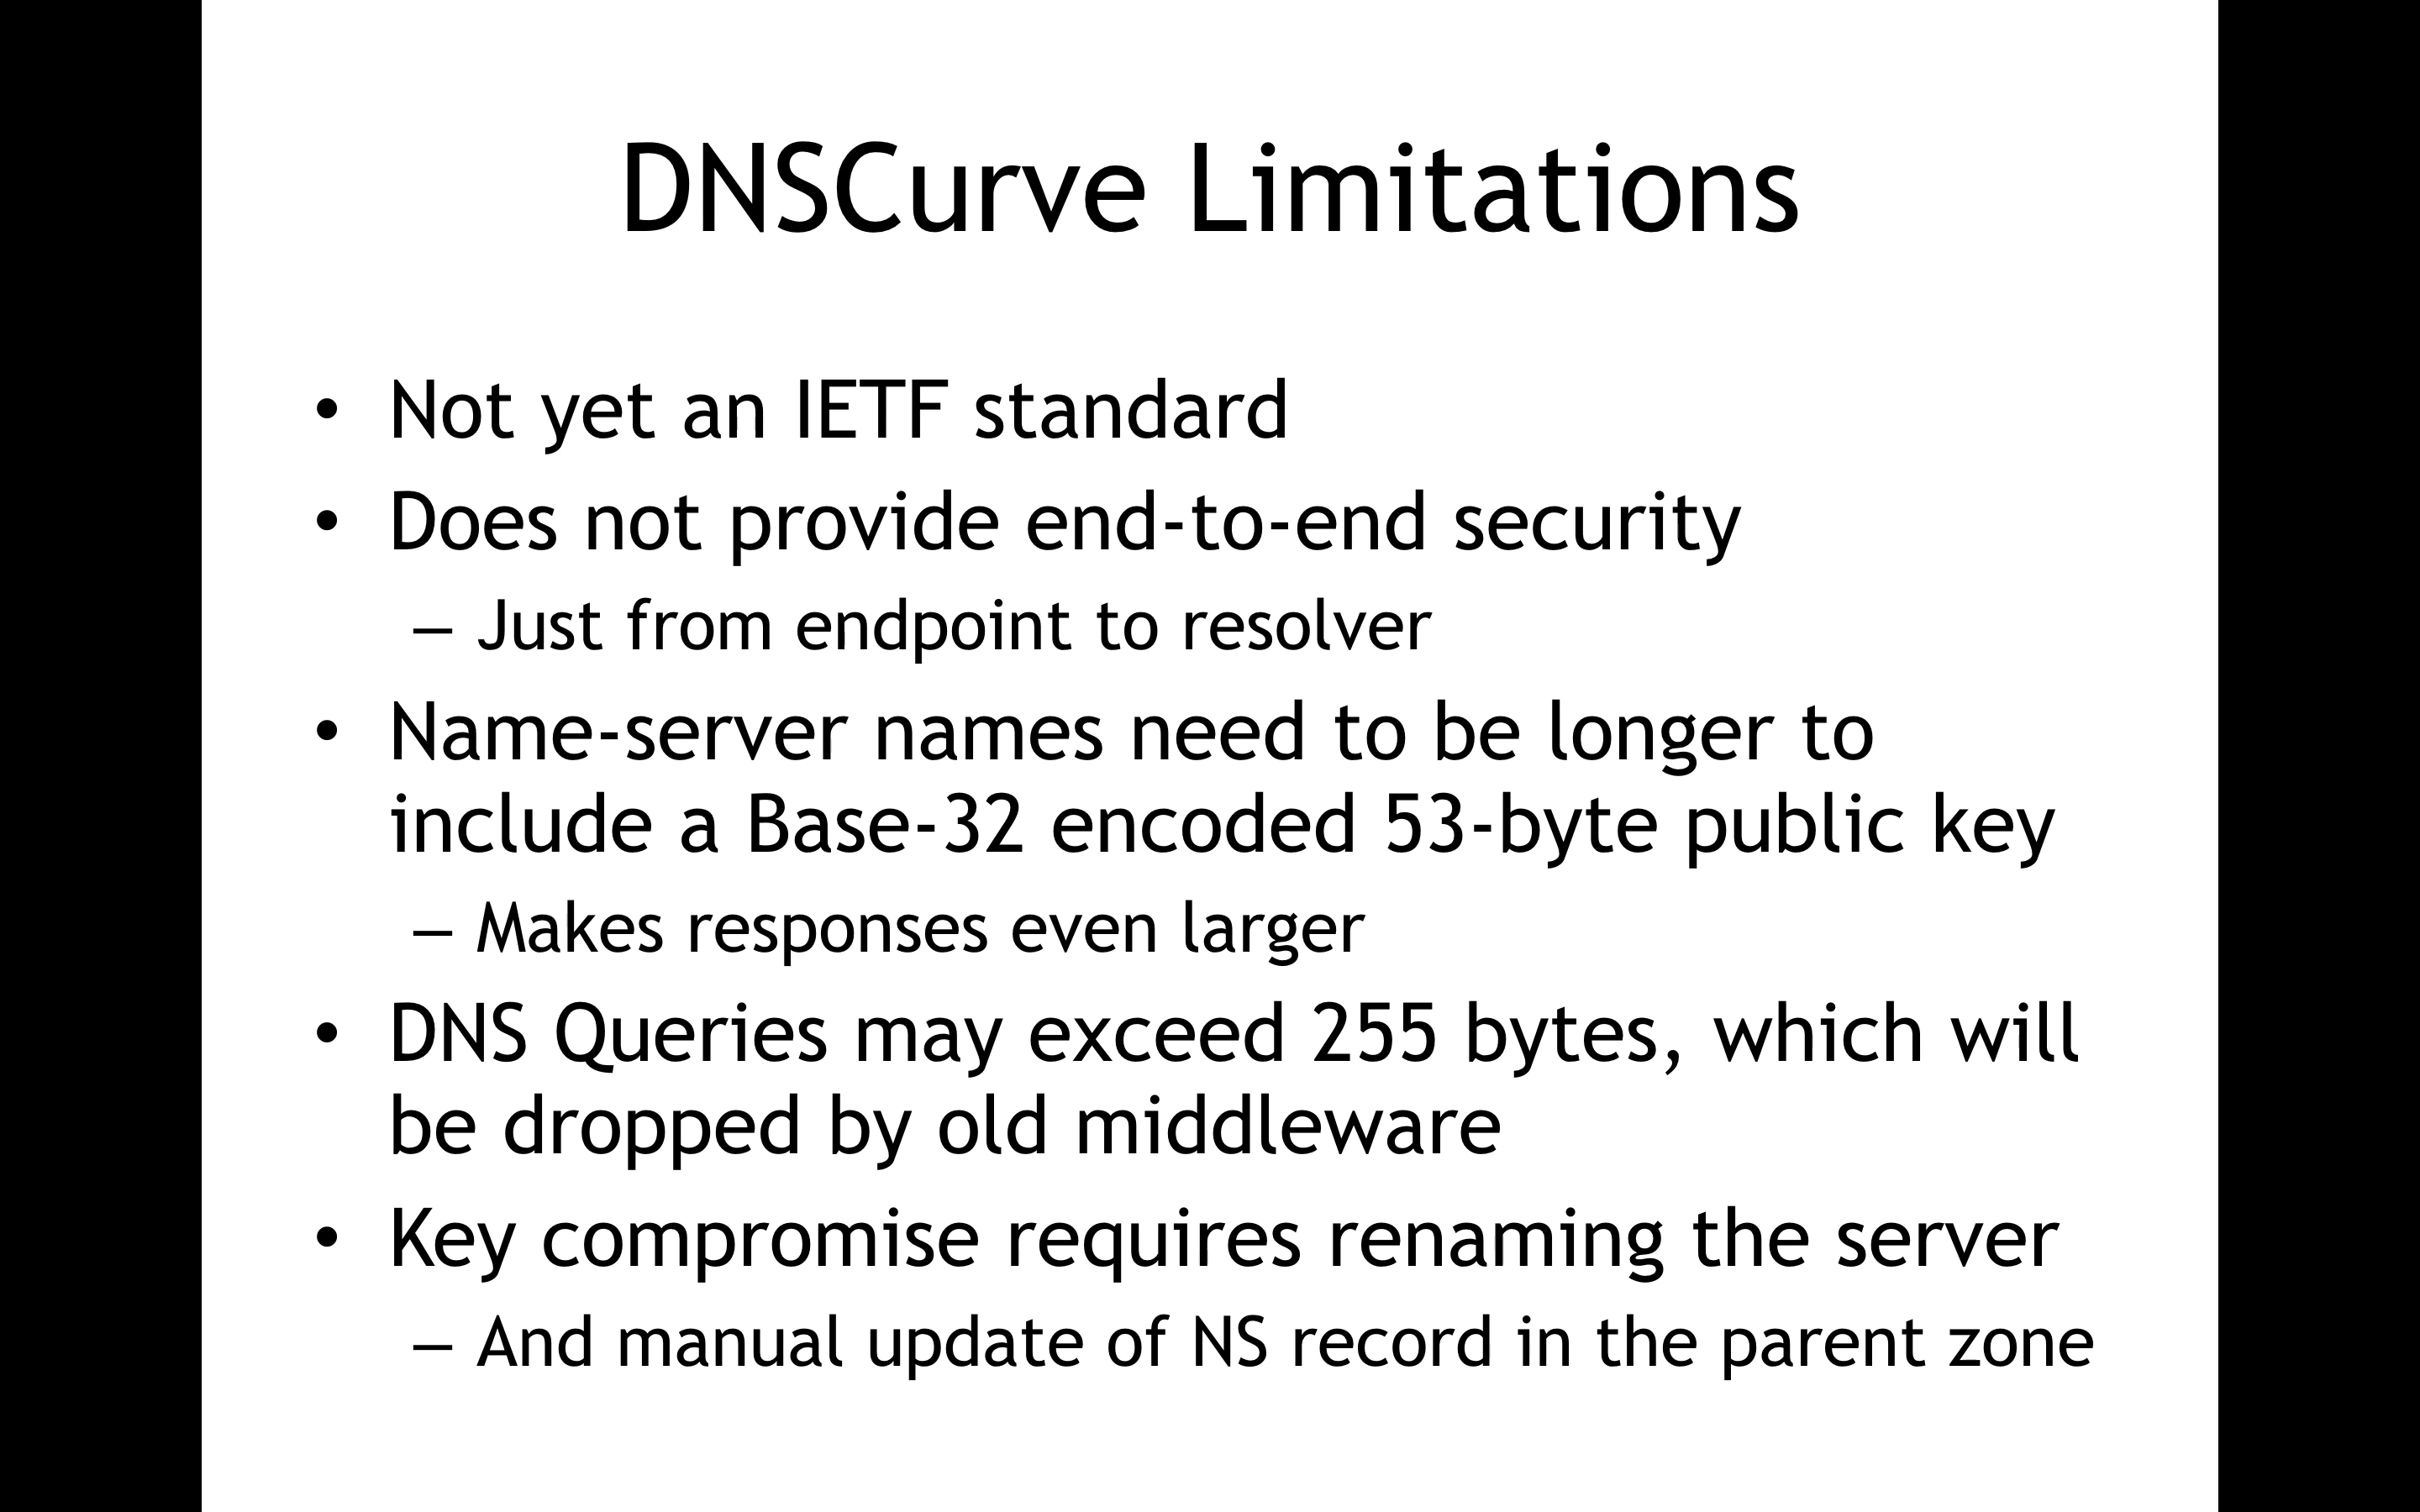 DNSCurve Limitations
• Not yet an IETF standard
• Does not provide end-to-end security
– Just from endpoint to resolver
• Name-server names need to be longer to
include a Base-32 encoded 53-byte public key
– Makes responses even larger
• DNS Queries may exceed 255 bytes, which will
be dropped by old middleware
• Key compromise requires renaming the server
– And manual update of NS record in the parent zone